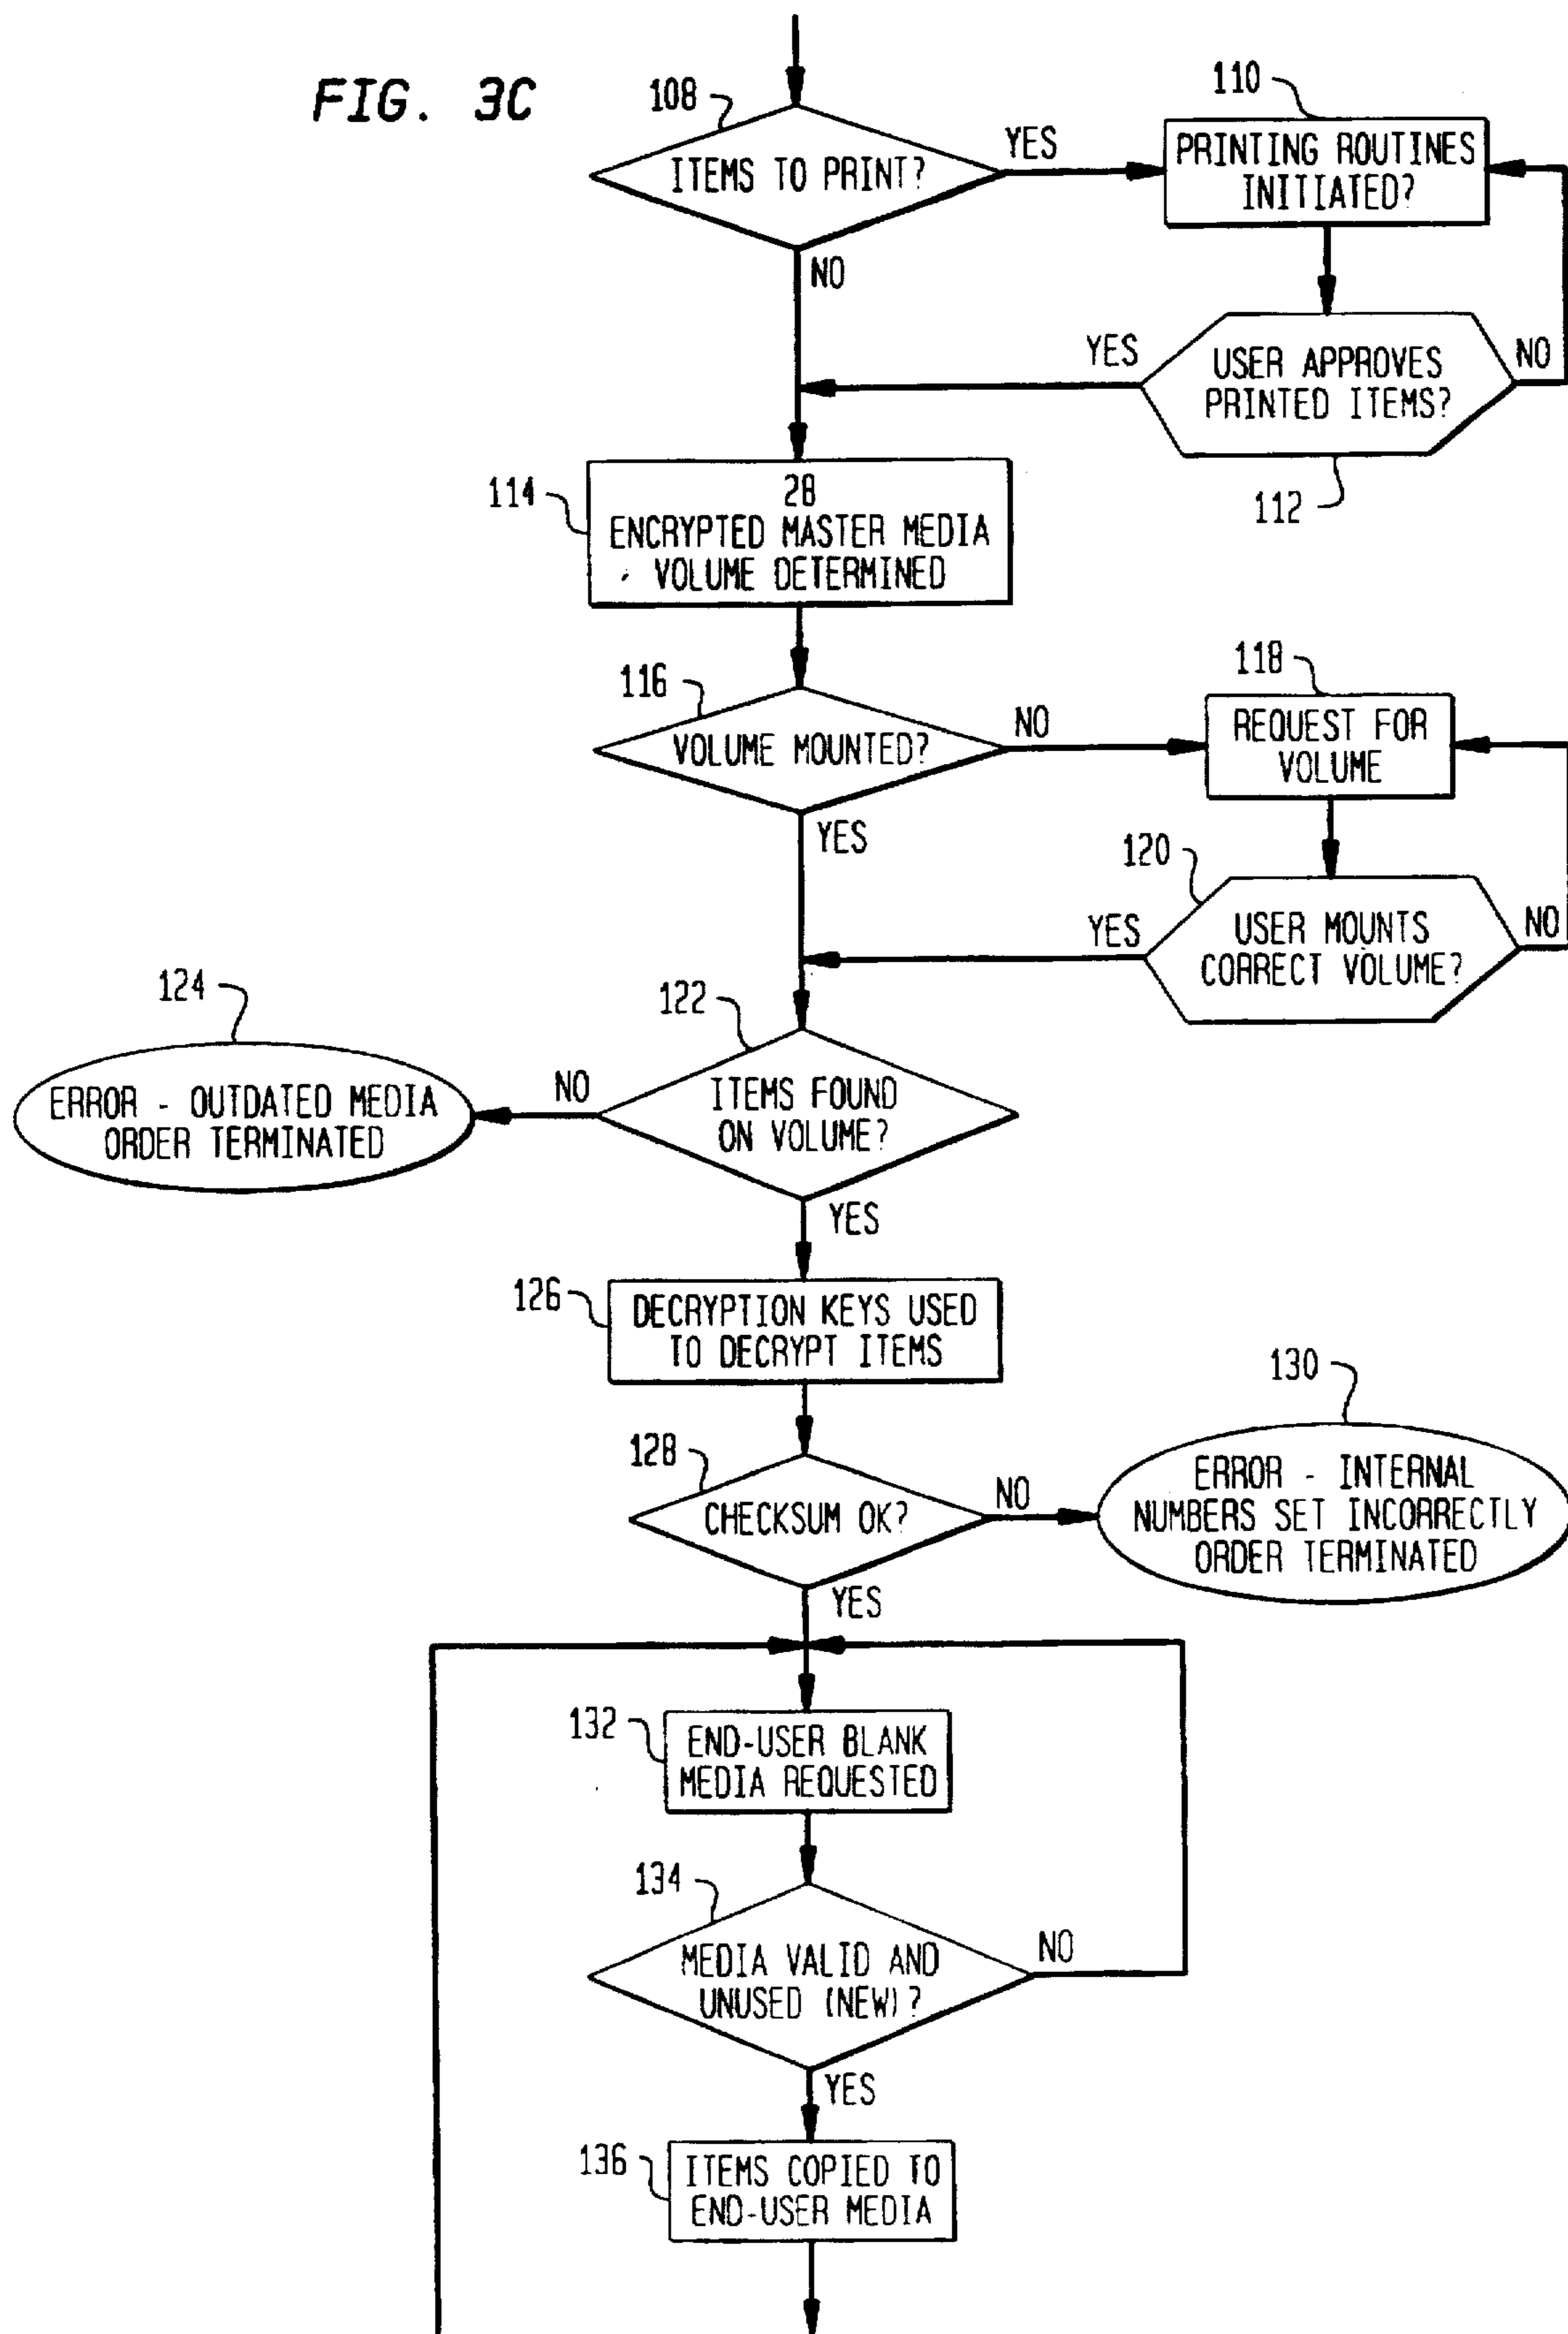 FIG. 3C
108
ITEMS TO PRINT?
YES
NO
110
PRINTING ROUTINES
INITIATED?
USER APPROVES
PRINTED ITEMS?
YES
NO
112
114
28
ENCRYPTED MASTER MEDIA
VOLUME DETERMINED
116
VOLUME MOUNTED?
NO
YES
118
REQUEST FOR
VOLUME
120
USER MOUNTS
CORRECT VOLUME?
YES
NO
122
ITEMS FOUND
ON VOLUME?
NO
YES
124
ERROR - OUTDATED MEDIA
ORDER TERMINATED
126
DECRYPTION KEYS USED
TO DECRYPT ITEMS
128
CHECKSUM OK?
NO
YES
130
ERROR - INTERNAL
NUMBERS SET INCORRECTLY
ORDER TERMINATED
132
END-USER BLANK
MEDIA REQUESTED
134
MEDIA VALID AND
UNUSED (NEW)?
NO
YES
136
ITEMS COPIED TO
END-USER MEDIA